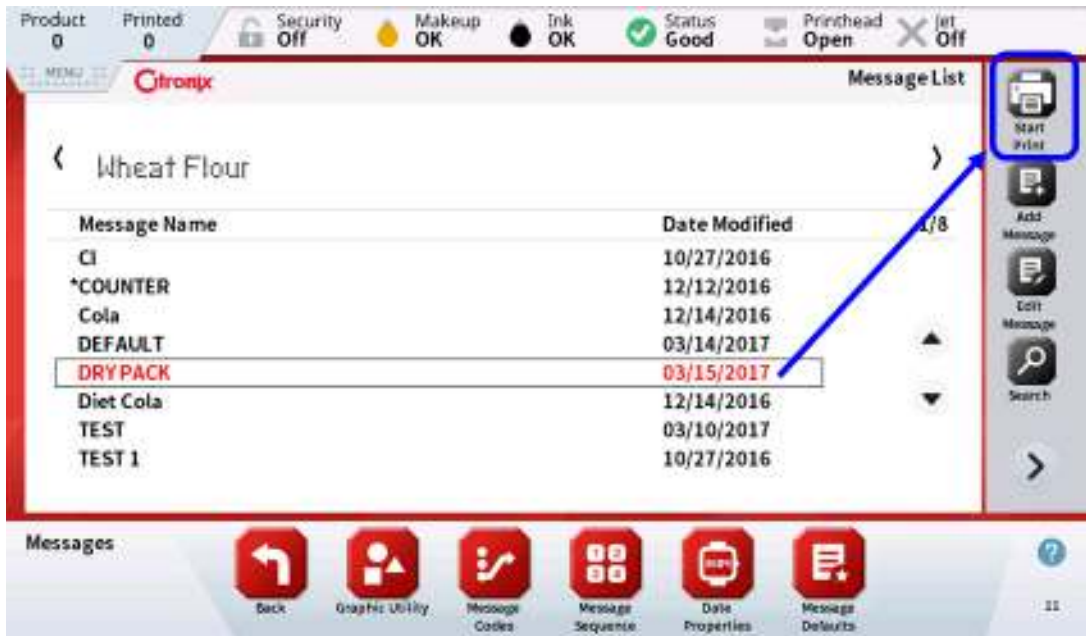 Product Printed Security Makeup Ink Status Printhead Jet
0 0 Off OK OK Good Open Off
MENU Citronix Message List
Wheat Flour
Message Name Date Modified 1/8
CI 10/27/2016
*COUNTER 12/12/2016
Cola 12/14/2016
DEFAULT 03/14/2017
DRYPACK 03/15/2017
Diet Cola 12/14/2016
TEST 03/10/2017
TEST 1 10/27/2016
Start
Print
Add
Message
Edit
Message
Search
Messages
Back Graphic Utility Message Message Date Message
Codes Sequence Properties Defaults